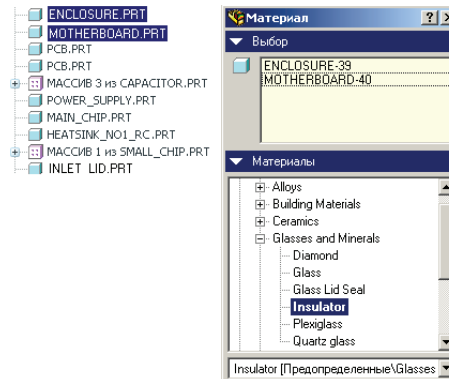 ENCLOSURE.PRT
MOTHERBOARD.PRT
PCB.PRT
PCB.PRT
МАССИВ 3 из CAPACITOR.PRT
POWER_SUPPLY.PRT
MAIN_CHIP.PRT
HEATSINK_NO1_RC.PRT
МАССИВ 1 из SMALL_CHIP.PRT
INLET_LID.PRT
Материал
Выбор
ENCLOSURE-39
MOTHERBOARD-40
Материалы
Alloys
Building Materials
Ceramics
Glasses and Minerals
Diamond
Glass
Glass Lid Seal
Insulator
Plexiglass
Quartz glass
Insulator [Предопределенные\Glasses